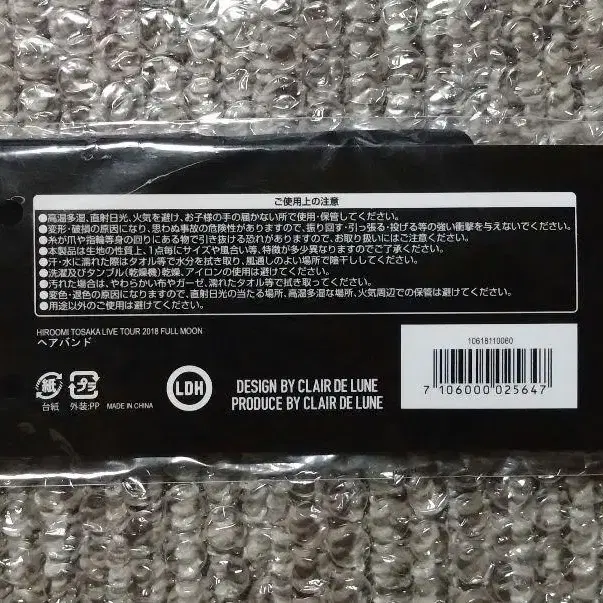 ご使用上の注意
●高温多湿、直射日光、火気を避け、お子様の手の届かない所で使用・保管してください。
●変形・破損の原因になり、思わぬ事故の危険性がありますので、振り回す・引っ張る・投げる等の強い衝撃を与えないでください。
●糸が爪や指輪等身の回りにある物で引き抜ける恐れがありますので、お取り扱いにはご注意ください。
●本製品は生地の性質上、1点毎にサイズや風合い等、特徴が多少異なりますのでご了承ください。
●汗・水に濡れた際はタオル等で水分を拭き取り、風通しのよい場所で陰干ししてください。
●洗濯及びタンブル(乾燥機)乾燥、アイロンの使用は避けてください。
●汚れた場合は、やわらかい布やガーゼ、濡れたタオル等で拭き取ってください。
●変色・退色の原因になりますので、直射日光の当たる場所、高温多湿な場所、火気周辺での保管は避けてください。
●用途以外のご使用は避けてください。
HIROOMI TOSAKA LIVE TOUR 2018 FULL MOON
ヘアバンド
紙
台紙
プラ
外装:PP
MADE IN CHINA
LDH
DESIGN BY CLAIR DE LUNE
PRODUCE BY CLAIR DE LUNE
10618110060
7 106000 025647